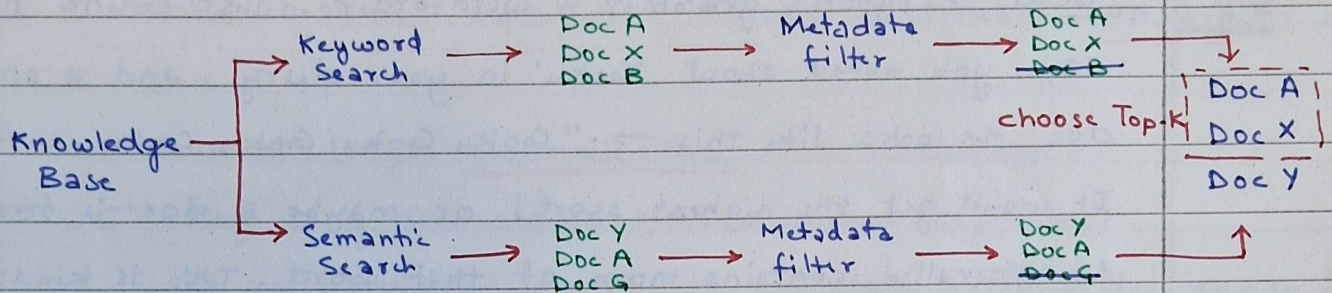 Keyword
Search
Doc A
Doc X
Doc B
Metadata
filter
Doc A
Doc X
Doc B
Knowledge
Base
choose Top-K
Doc A
Doc X
Doc Y
Semantic
Search
Doc Y
Doc A
Doc G
Metadata
filter
Doc Y
Doc A
Doc G